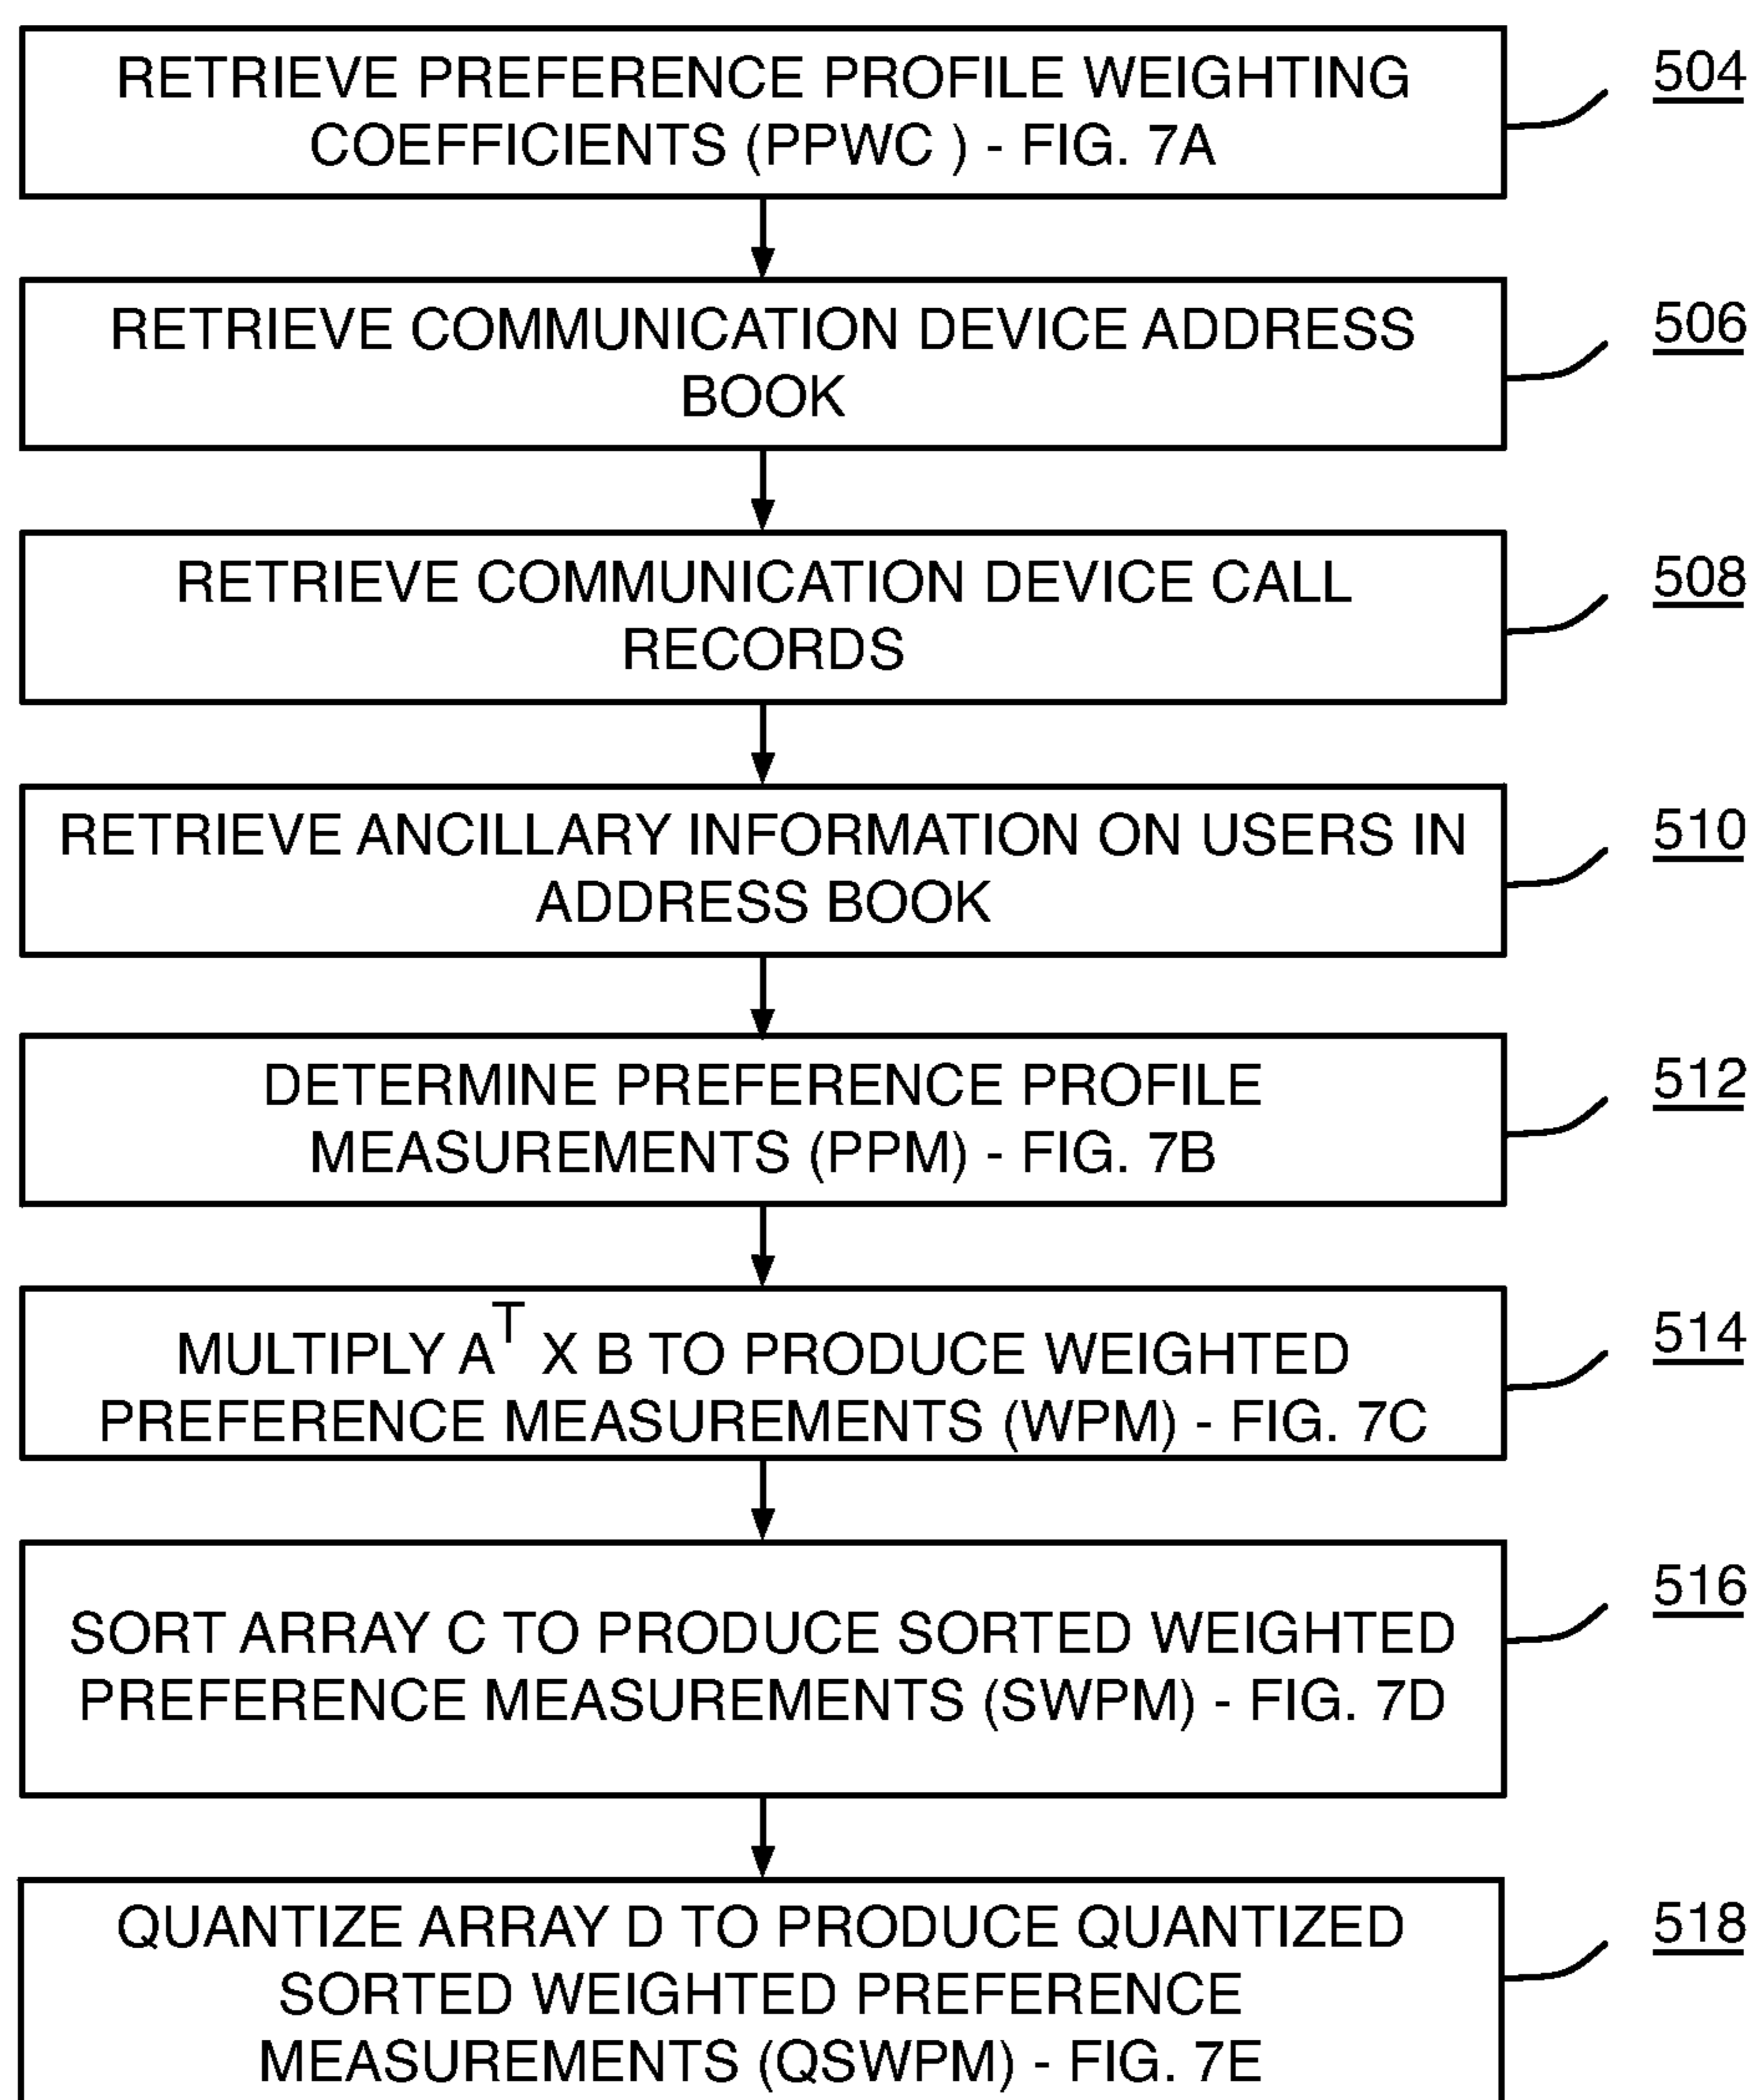 RETRIEVE PREFERENCE PROFILE WEIGHTING
COEFFICIENTS (PPWC ) - FIG. 7A
504
RETRIEVE COMMUNICATION DEVICE ADDRESS
BOOK
506
RETRIEVE COMMUNICATION DEVICE CALL
RECORDS
508
RETRIEVE ANCILLARY INFORMATION ON USERS IN
ADDRESS BOOK
510
DETERMINE PREFERENCE PROFILE
MEASUREMENTS (PPM) - FIG. 7B
512
MULTIPLY A^T X B TO PRODUCE WEIGHTED
PREFERENCE MEASUREMENTS (WPM) - FIG. 7C
514
SORT ARRAY C TO PRODUCE SORTED WEIGHTED
PREFERENCE MEASUREMENTS (SWPM) - FIG. 7D
516
QUANTIZE ARRAY D TO PRODUCE QUANTIZED
SORTED WEIGHTED PREFERENCE
MEASUREMENTS (QSWPM) - FIG. 7E
518